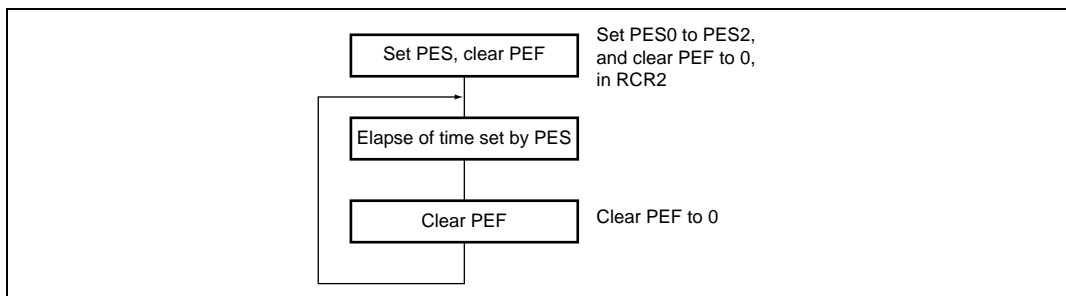 Set PES, clear PEF
Set PES0 to PES2,
and clear PEF to 0,
in RCR2
Elapse of time set by PES
Clear PEF
Clear PEF to 0